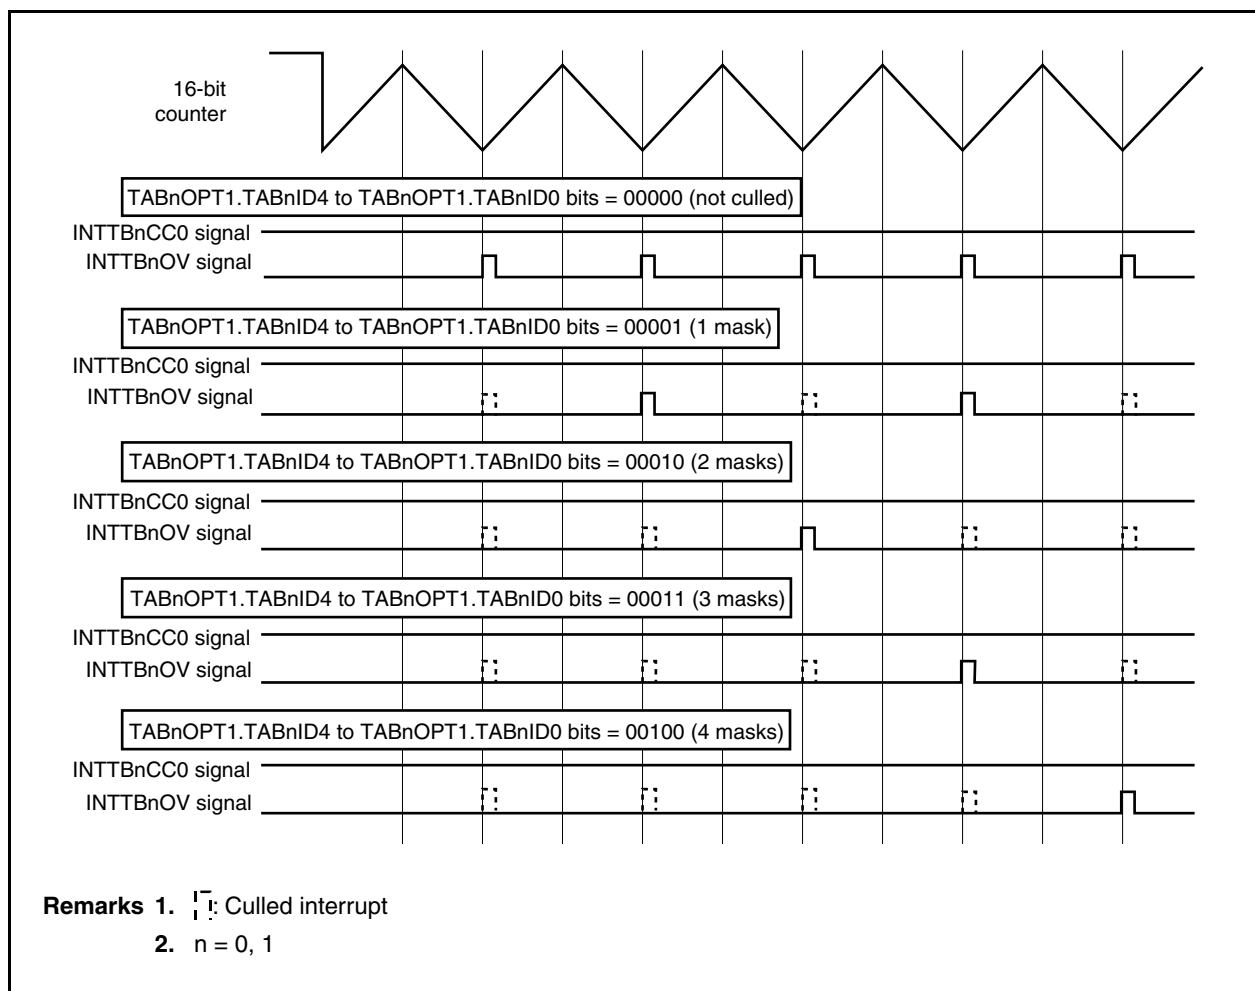 16-bit
counter
TABnOPT1.TABnID4 to TABnOPT1.TABnID0 bits = 00000 (not culled)
INTTBnCC0 signal
INTTBnOV signal
TABnOPT1.TABnID4 to TABnOPT1.TABnID0 bits = 00001 (1 mask)
INTTBnCC0 signal
INTTBnOV signal
TABnOPT1.TABnID4 to TABnOPT1.TABnID0 bits = 00010 (2 masks)
INTTBnCC0 signal
INTTBnOV signal
TABnOPT1.TABnID4 to TABnOPT1.TABnID0 bits = 00011 (3 masks)
INTTBnCC0 signal
INTTBnOV signal
TABnOPT1.TABnID4 to TABnOPT1.TABnID0 bits = 00100 (4 masks)
INTTBnCC0 signal
INTTBnOV signal
Remarks 1. : Culled interrupt
2. n = 0, 1